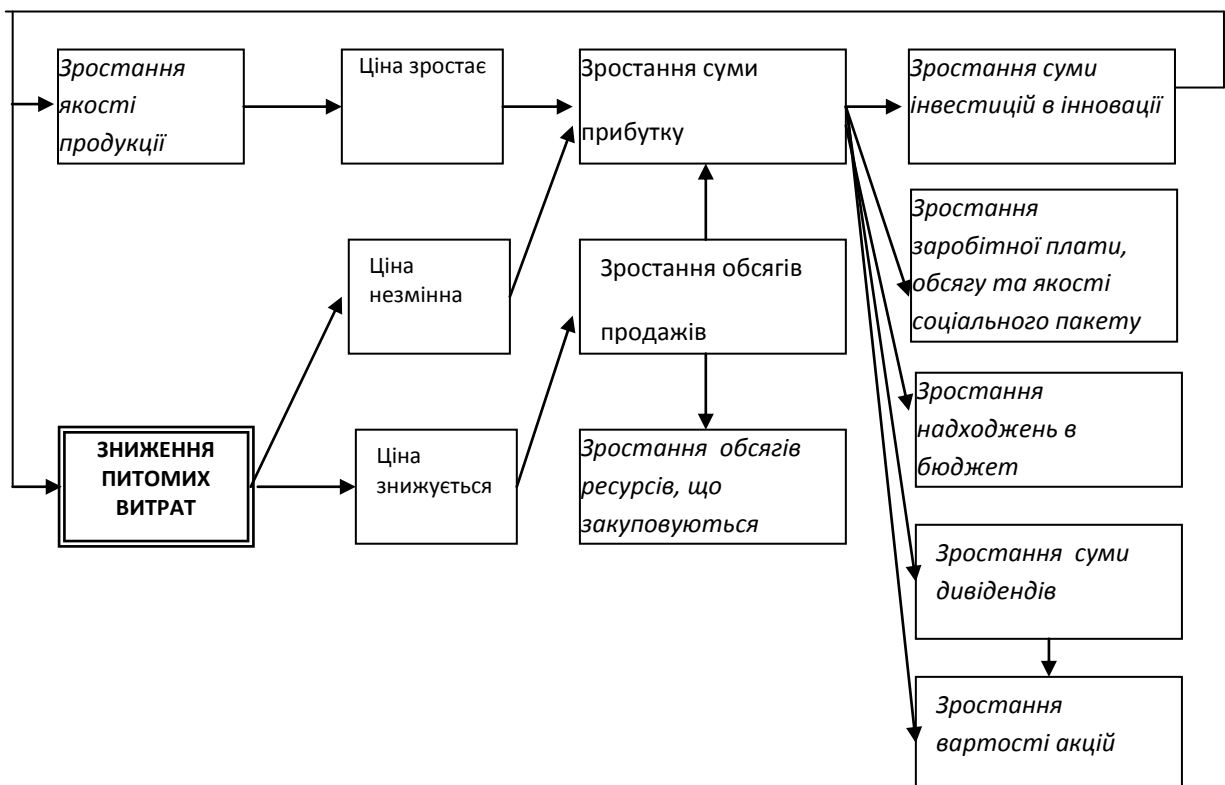 Зростання
якості
продукції
Ціна зростає
Зростання суми
прибутку
Зростання суми
інвестицій в інновації
Зростання
заробітної плати,
обсягу та якості
соціального пакету
Ціна
незмінна
Зростання обсягів
продажів
Зростання
надходжень в
бюджет
ЗНИЖЕННЯ
ПИТОМИХ
ВИТРАТ
Ціна
знижується
Зростання обсягів
ресурсів, що
закуповуються
Зростання суми
дивідендів
Зростання
вартості акцій